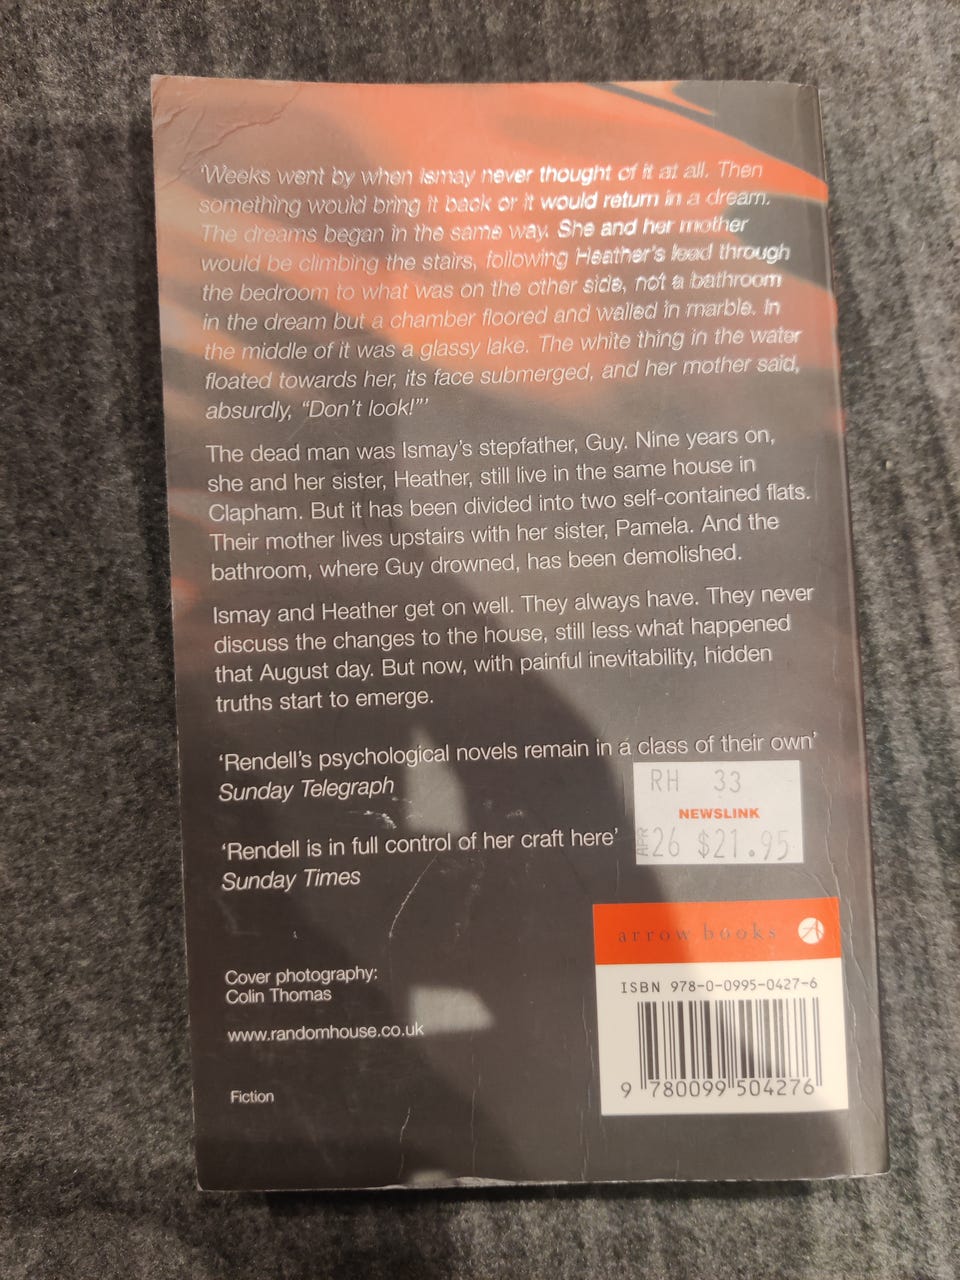 'Weeks went by when Ismay never thought of it at all. Then
something would bring it back or it would return in a dream.
The dreams began in the same way. She and her mother
would be climbing the stairs, following Heather's lead through
the bedroom to what was on the other side, not a bathroom
in the dream but a chamber floored and walled in marble. In
the middle of it was a glassy lake. The white thing in the water
floated towards her, its face submerged, and her mother said,
absurdly, "Don't look!"'
The dead man was Ismay's stepfather, Guy. Nine years on,
she and her sister, Heather, still live in the same house in
Clapham. But it has been divided into two self-contained flats.
Their mother lives upstairs with her sister, Pamela. And the
bathroom, where Guy drowned, has been demolished.
Ismay and Heather get on well. They always have. They never
discuss the changes to the house, still less what happened
that August day. But now, with painful inevitability, hidden
truths start to emerge.
'Rendell's psychological novels remain in a class of their own'
Sunday Telegraph
RH 33
NEWSLINK
APR 26 $21.95
'Rendell is in full control of her craft here'
Sunday Times
arrow books
Cover photography:
Colin Thomas
www.randomhouse.co.uk
Fiction
ISBN 978-0-0995-0427-6
9 780099 504276